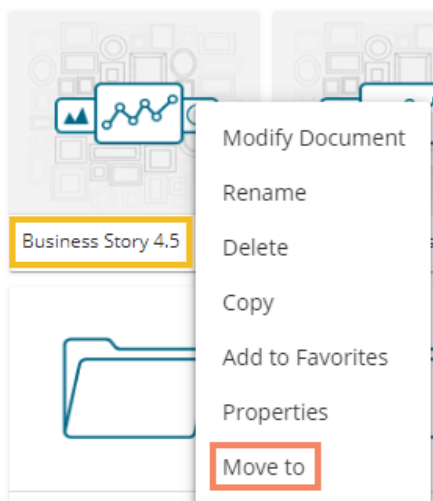 Modify Document
Rename
Business Story 4.5
Delete
Copy
Add to Favorites
Properties
Move to